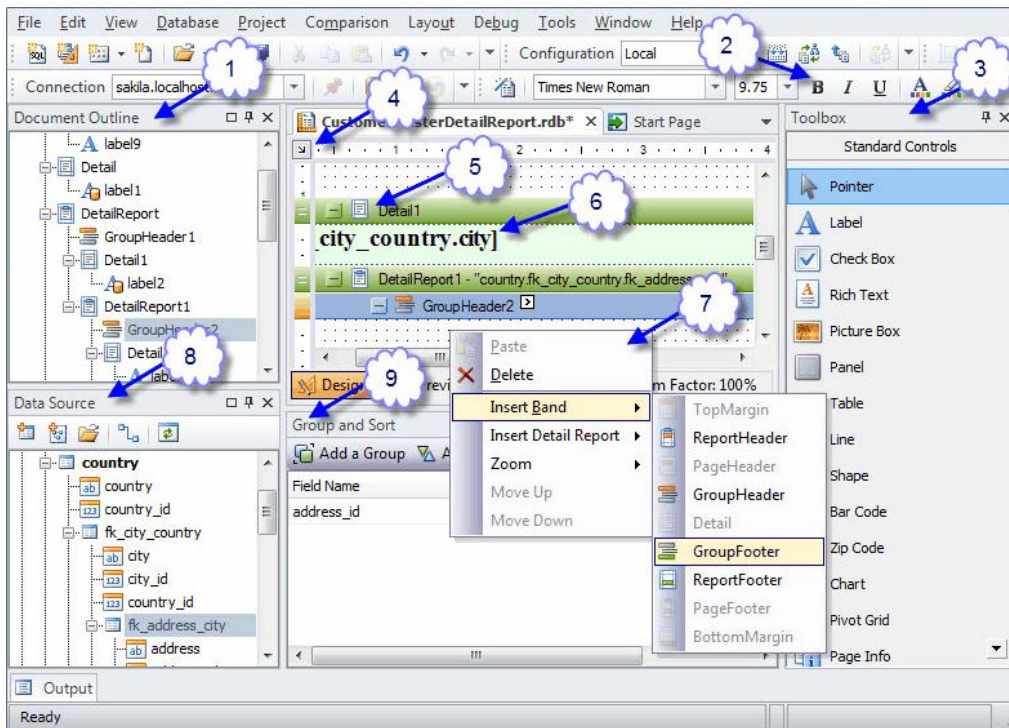 File Edit View Database Project Comparison Layout Debug Tools Window Help
Configuration Local
Connection sakila.localhost
Times New Roman 9.75 B I U A
1
2
3
4
5
6
7
8
9
Document Outline
label9
Detail
label1
DetailReport
GroupHeader1
Detail1
label2
DetailReport1
GroupHeader2
Detail
Data Source
country
country
country_id
fk_city_country
city
city_id
country_id
fk_address_city
address
Start Page
1 2 3 4
Detail1
_city_country.city]
DetailReport1 - "country.fk_city_country.fk_address
GroupHeader2
Factor: 100%
Group and Sort
Add a Group
Field Name
address_id
Paste
Delete
Insert Band
Insert Detail Report
Zoom
Move Up
Move Down
TopMargin
ReportHeader
PageHeader
GroupHeader
Detail
GroupFooter
ReportFooter
PageFooter
BottomMargin
Toolbox
Standard Controls
Pointer
Label
Check Box
Rich Text
Picture Box
Panel
Table
Line
Shape
Bar Code
Zip Code
Chart
Pivot Grid
Page Info
Output
Ready